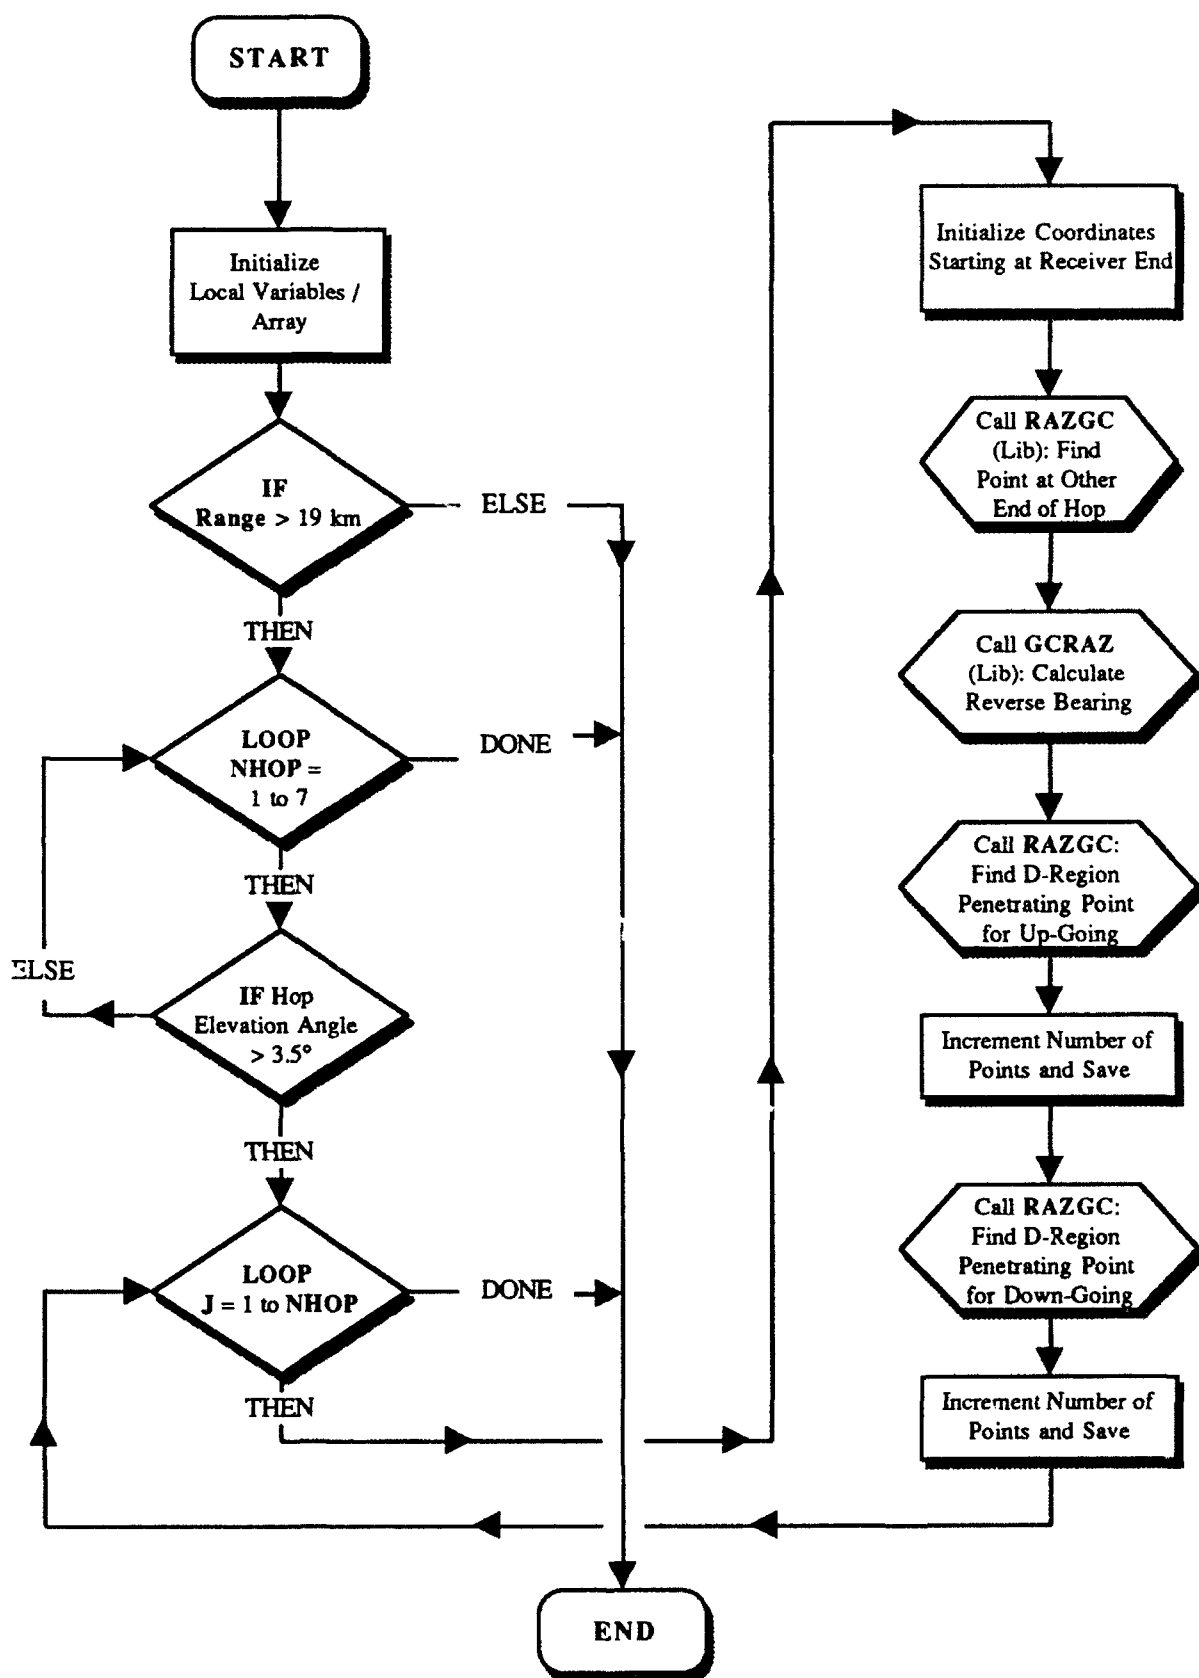 START
Initialize
Local Variables /
Array
IF
Range > 19 km
ELSE
THEN
LOOP
NHOP =
1 to 7
DONE
THEN
ELSE
IF Hop
Elevation Angle
> 3.5°
THEN
LOOP
J = 1 to NHOP
DONE
THEN
Initialize Coordinates
Starting at Receiver End
Call RAZGC
(Lib): Find
Point at Other
End of Hop
Call GCRAZ
(Lib): Calculate
Reverse Bearing
Call RAZGC:
Find D-Region
Penetrating Point
for Up-Going
Increment Number of
Points and Save
Call RAZGC:
Find D-Region
Penetrating Point
for Down-Going
Increment Number of
Points and Save
END